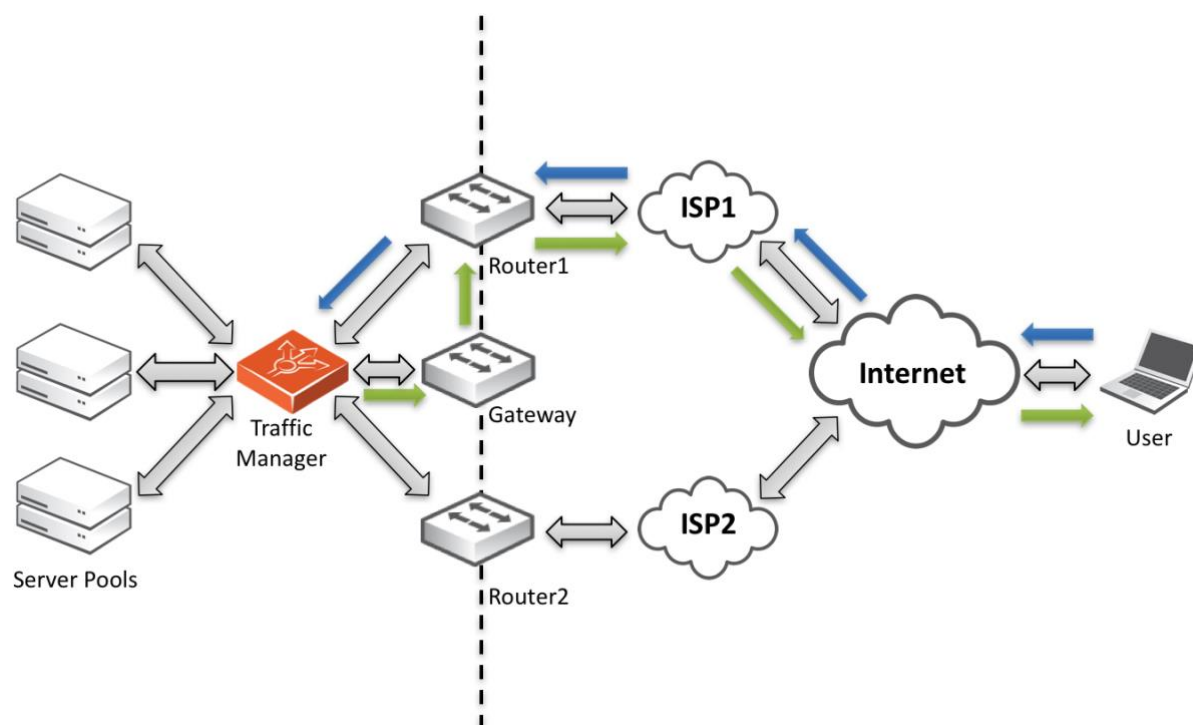 ISP1
Router1
Internet
Gateway
Traffic
Manager
User
ISP2
Server Pools
Router2